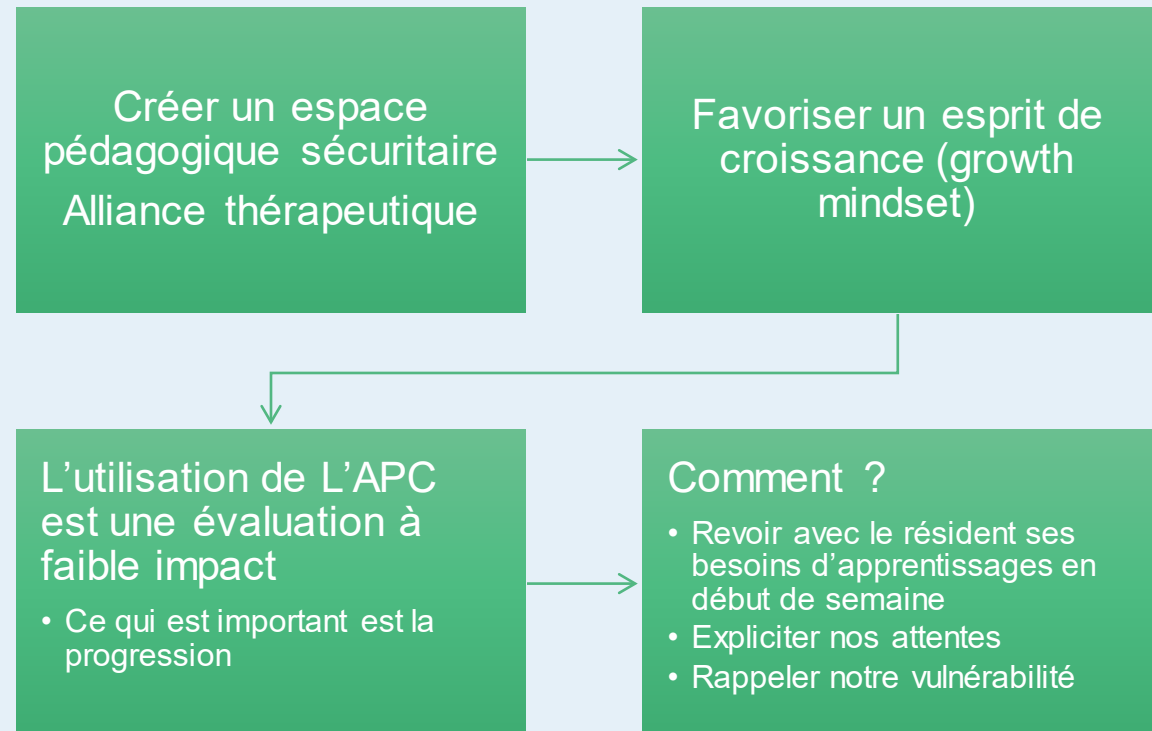 Créer un espace
pédagogique sécuritaire
Alliance thérapeutique
Favoriser un esprit de
croissance (growth
mindset)
L’utilisation de L’APC
est une évaluation à
faible impact
• Ce qui est important est la
progression
Comment ?
• Revoir avec le résident ses
besoins d’apprentissages en
début de semaine
• Expliciter nos attentes
• Rappeler notre vulnérabilité